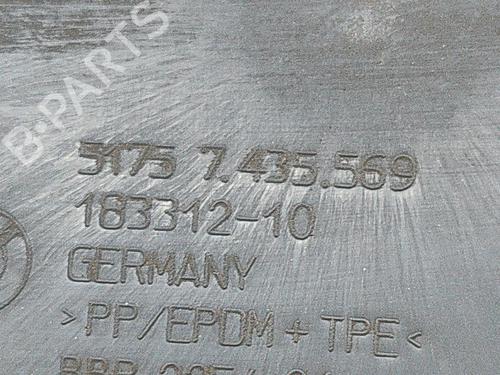 B-PARTS
5175 7.435.569
183312-10
GERMANY
>PP/EPDM + TPE<